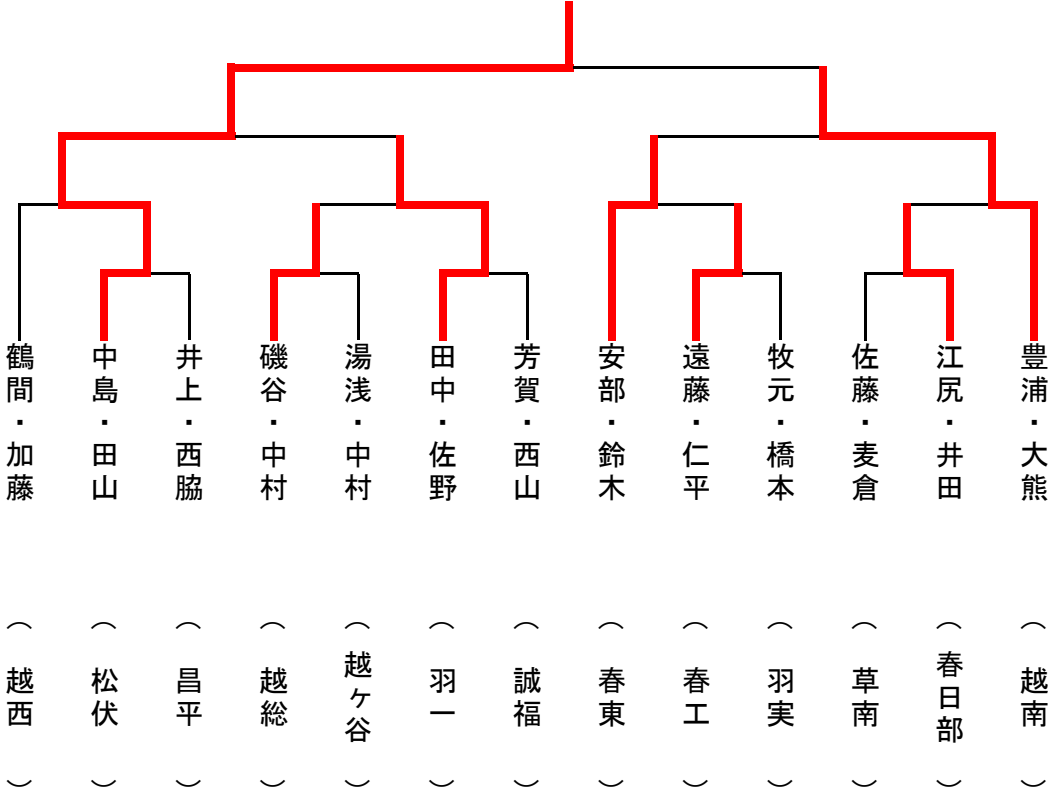 鶴間・加藤（越西）
中島・田山（松伏）
井上・西脇（昌平）
磯谷・中村（越総）
湯浅・中村（越ヶ谷）
田中・佐野（羽一）
芳賀・西山（誠福）
安部・鈴木（春東）
遠藤・仁平（春工）
牧元・橋本（羽実）
佐藤・麦倉（草南）
江尻・井田（春日部）
豊浦・大熊（越南）